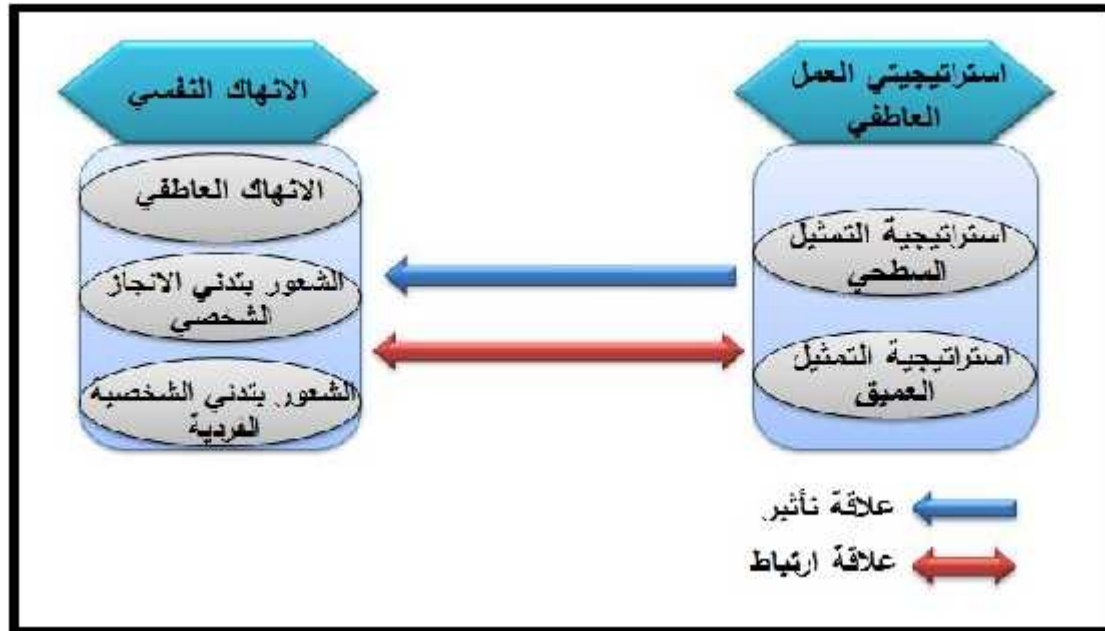 استراتيجيتي العمل
العاطفي
استراتيجية التمثيل
السطحي
استراتيجية التمثيل
العميق
الانهاك النفسي
الانهاك العاطفي
الشعور بتدني الانجاز
الشخصي
الشعور بتدني الشخصية
الفردية
علاقة تأثير
علاقة ارتباط